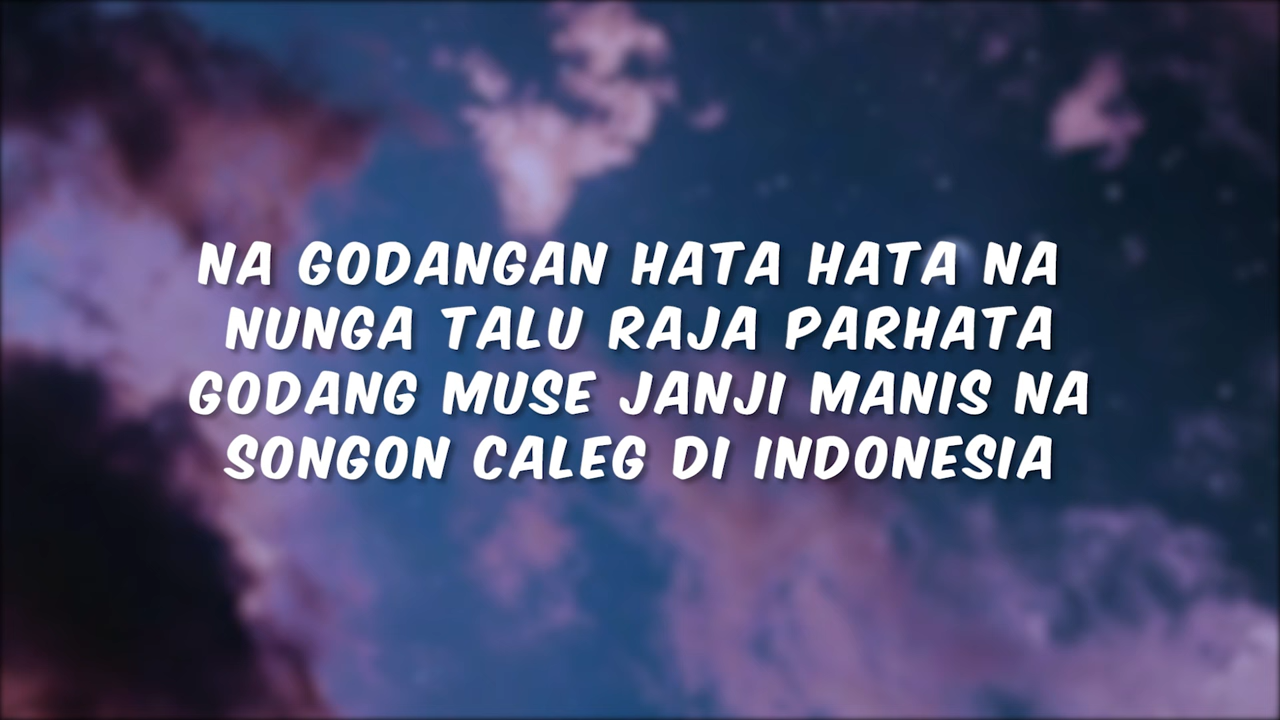 NA GODANGAN HATA HATA NA
NUNGA TALU RAJA PARHATA
GODANG MUSE JANJI MANIS NA
SONGON CALEG DI INDONESIA